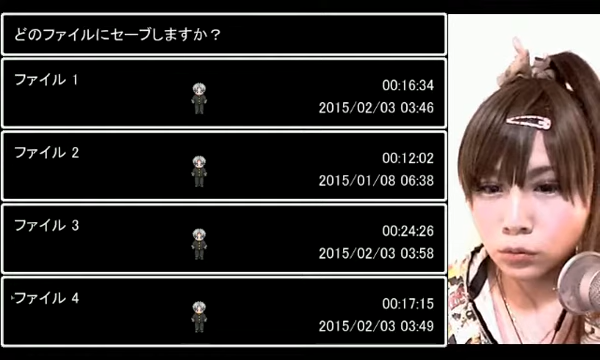 どのファイルにセーブしますか？
ファイル 1
00:16:34
2015/02/03 03:46
ファイル 2
00:12:02
2015/01/08 06:38
ファイル 3
00:24:26
2015/02/03 03:58
ファイル 4
00:17:15
2015/02/03 03:49